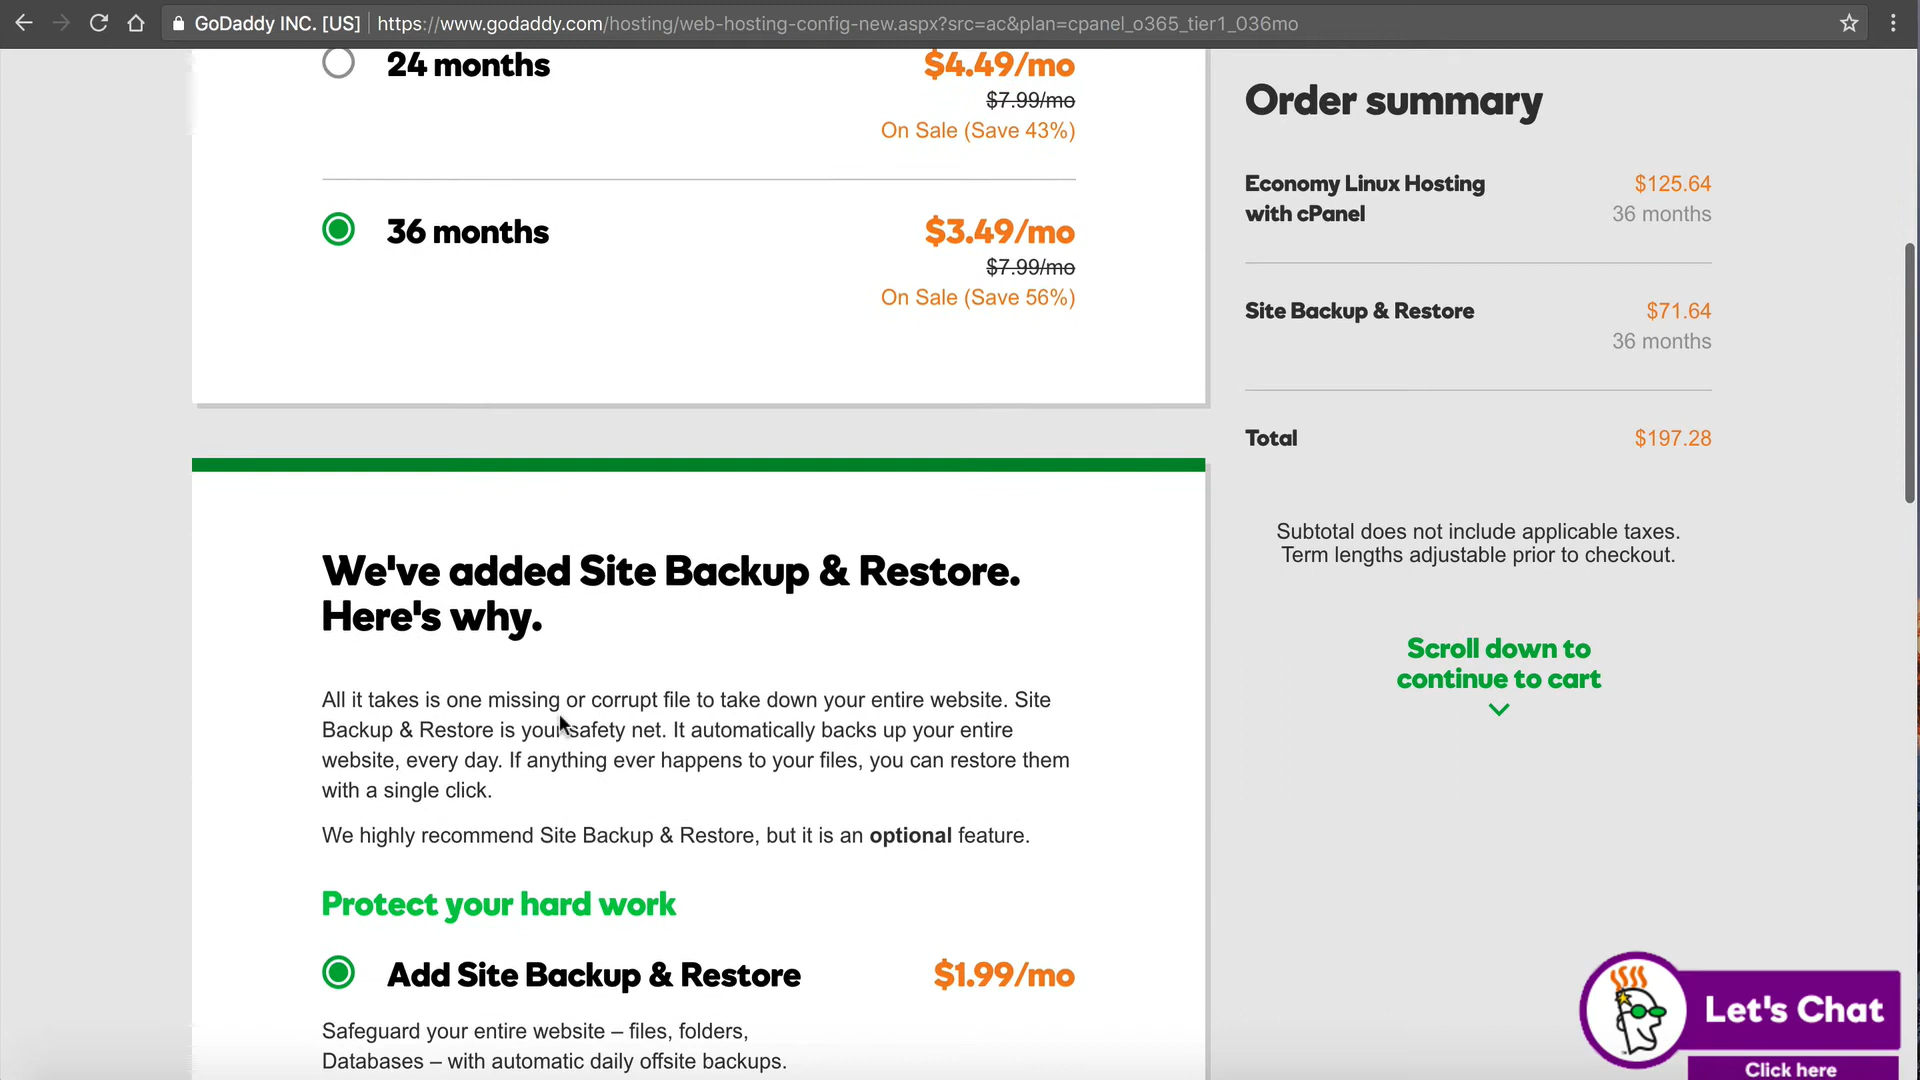 GoDaddy INC. [US] https://www.godaddy.com/hosting/web-hosting-config-new.aspx?src=ac&plan=cpanel_o365_tier1_036mo
24 months $4.49/mo
$7.99/mo
On Sale (Save 43%)
36 months $3.49/mo
$7.99/mo
On Sale (Save 56%)
We've added Site Backup & Restore.
Here's why.
All it takes is one missing or corrupt file to take down your entire website. Site
Backup & Restore is your safety net. It automatically backs up your entire
website, every day. If anything ever happens to your files, you can restore them
with a single click.
We highly recommend Site Backup & Restore, but it is an optional feature.
Protect your hard work
Add Site Backup & Restore $1.99/mo
Safeguard your entire website – files, folders,
Databases – with automatic daily offsite backups.
Order summary
Economy Linux Hosting $125.64
with cPanel 36 months
Site Backup & Restore $71.64
36 months
Total $197.28
Subtotal does not include applicable taxes.
Term lengths adjustable prior to checkout.
Scroll down to
continue to cart
Let's Chat
Click here